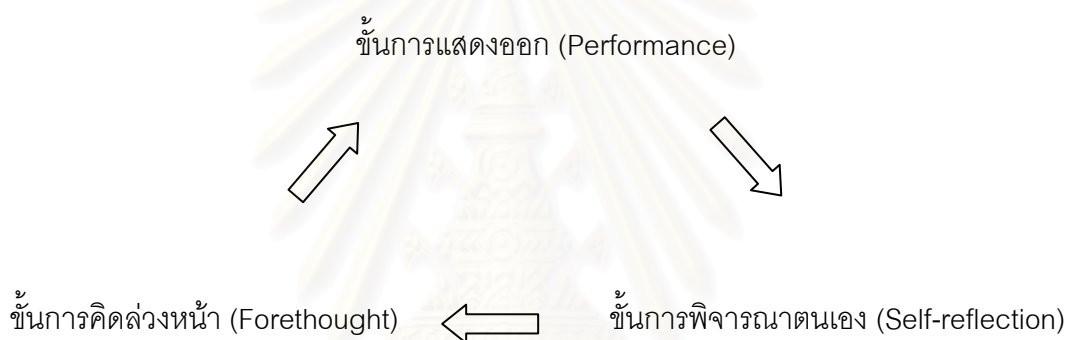 ขั้นการแสดงออก (Performance)
ขั้นการคิดล่วงหน้า (Forethought)
ขั้นการพิจารณาตนเอง (Self-reflection)